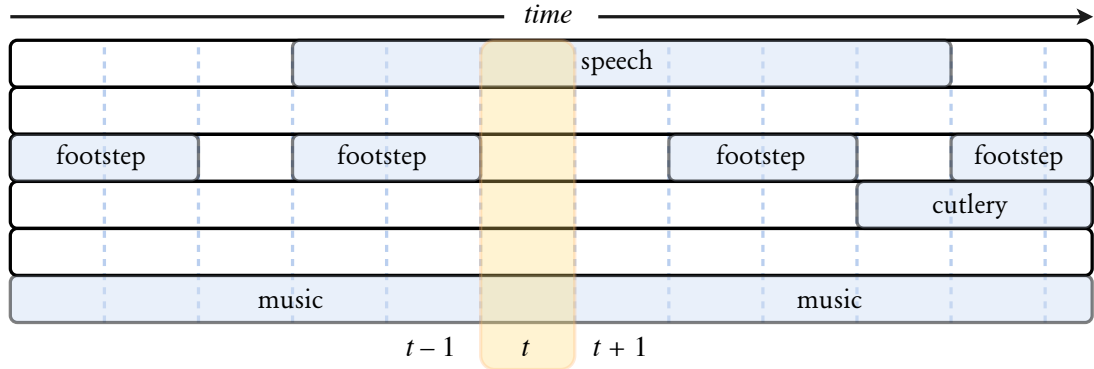 time
speech
footstep footstep footstep footstep
cutlery
music music
t – 1 t t + 1